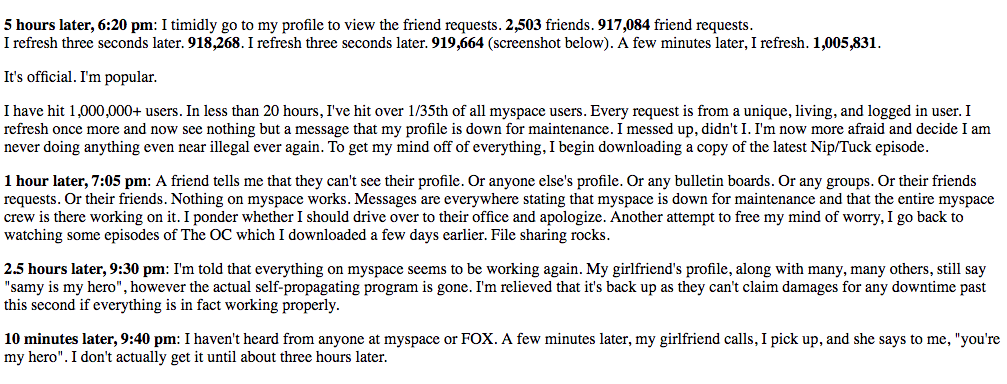 5 hours later, 6:20 pm: I timidly go to my profile to view the friend requests. 2,503 friends. 917,084 friend requests.
I refresh three seconds later. 918,268. I refresh three seconds later. 919,664 (screenshot below). A few minutes later, I refresh. 1,005,831.
It's official. I'm popular.
I have hit 1,000,000+ users. In less than 20 hours, I've hit over 1/35th of all myspace users. Every request is from a unique, living, and logged in user. I
refresh once more and now see nothing but a message that my profile is down for maintenance. I messed up, didn't I. I'm now more afraid and decide I am
never doing anything even near illegal ever again. To get my mind off of everything, I begin downloading a copy of the latest Nip/Tuck episode.
1 hour later, 7:05 pm: A friend tells me that they can't see their profile. Or anyone else's profile. Or any bulletin boards. Or any groups. Or their friends
requests. Or their friends. Nothing on myspace works. Messages are everywhere stating that myspace is down for maintenance and that the entire myspace
crew is there working on it. I ponder whether I should drive over to their office and apologize. Another attempt to free my mind of worry, I go back to
watching some episodes of The OC which I downloaded a few days earlier. File sharing rocks.
2.5 hours later, 9:30 pm: I'm told that everything on myspace seems to be working again. My girlfriend's profile, along with many, many others, still say
"samy is my hero", however the actual self-propagating program is gone. I'm relieved that it's back up as they can't claim damages for any downtime past
this second if everything is in fact working properly.
10 minutes later, 9:40 pm: I haven't heard from anyone at myspace or FOX. A few minutes later, my girlfriend calls, I pick up, and she says to me, "you're
my hero". I don't actually get it until about three hours later.